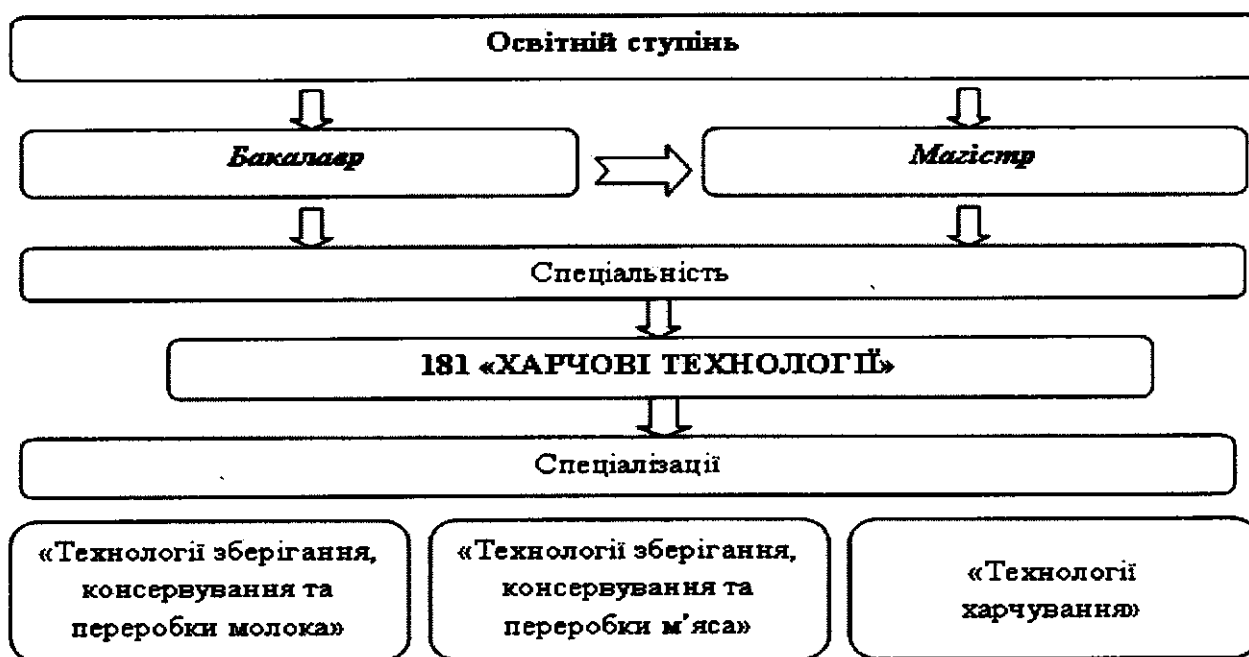 Освітній ступінь
Бакалавр
Магістр
Спеціальність
181 «ХАРЧОВІ ТЕХНОЛОГІЇ»
Спеціалізації
«Технології зберігання,
консервування та
переробки молока»
«Технології зберігання,
консервування та
переробки м'яса»
«Технології
харчування»